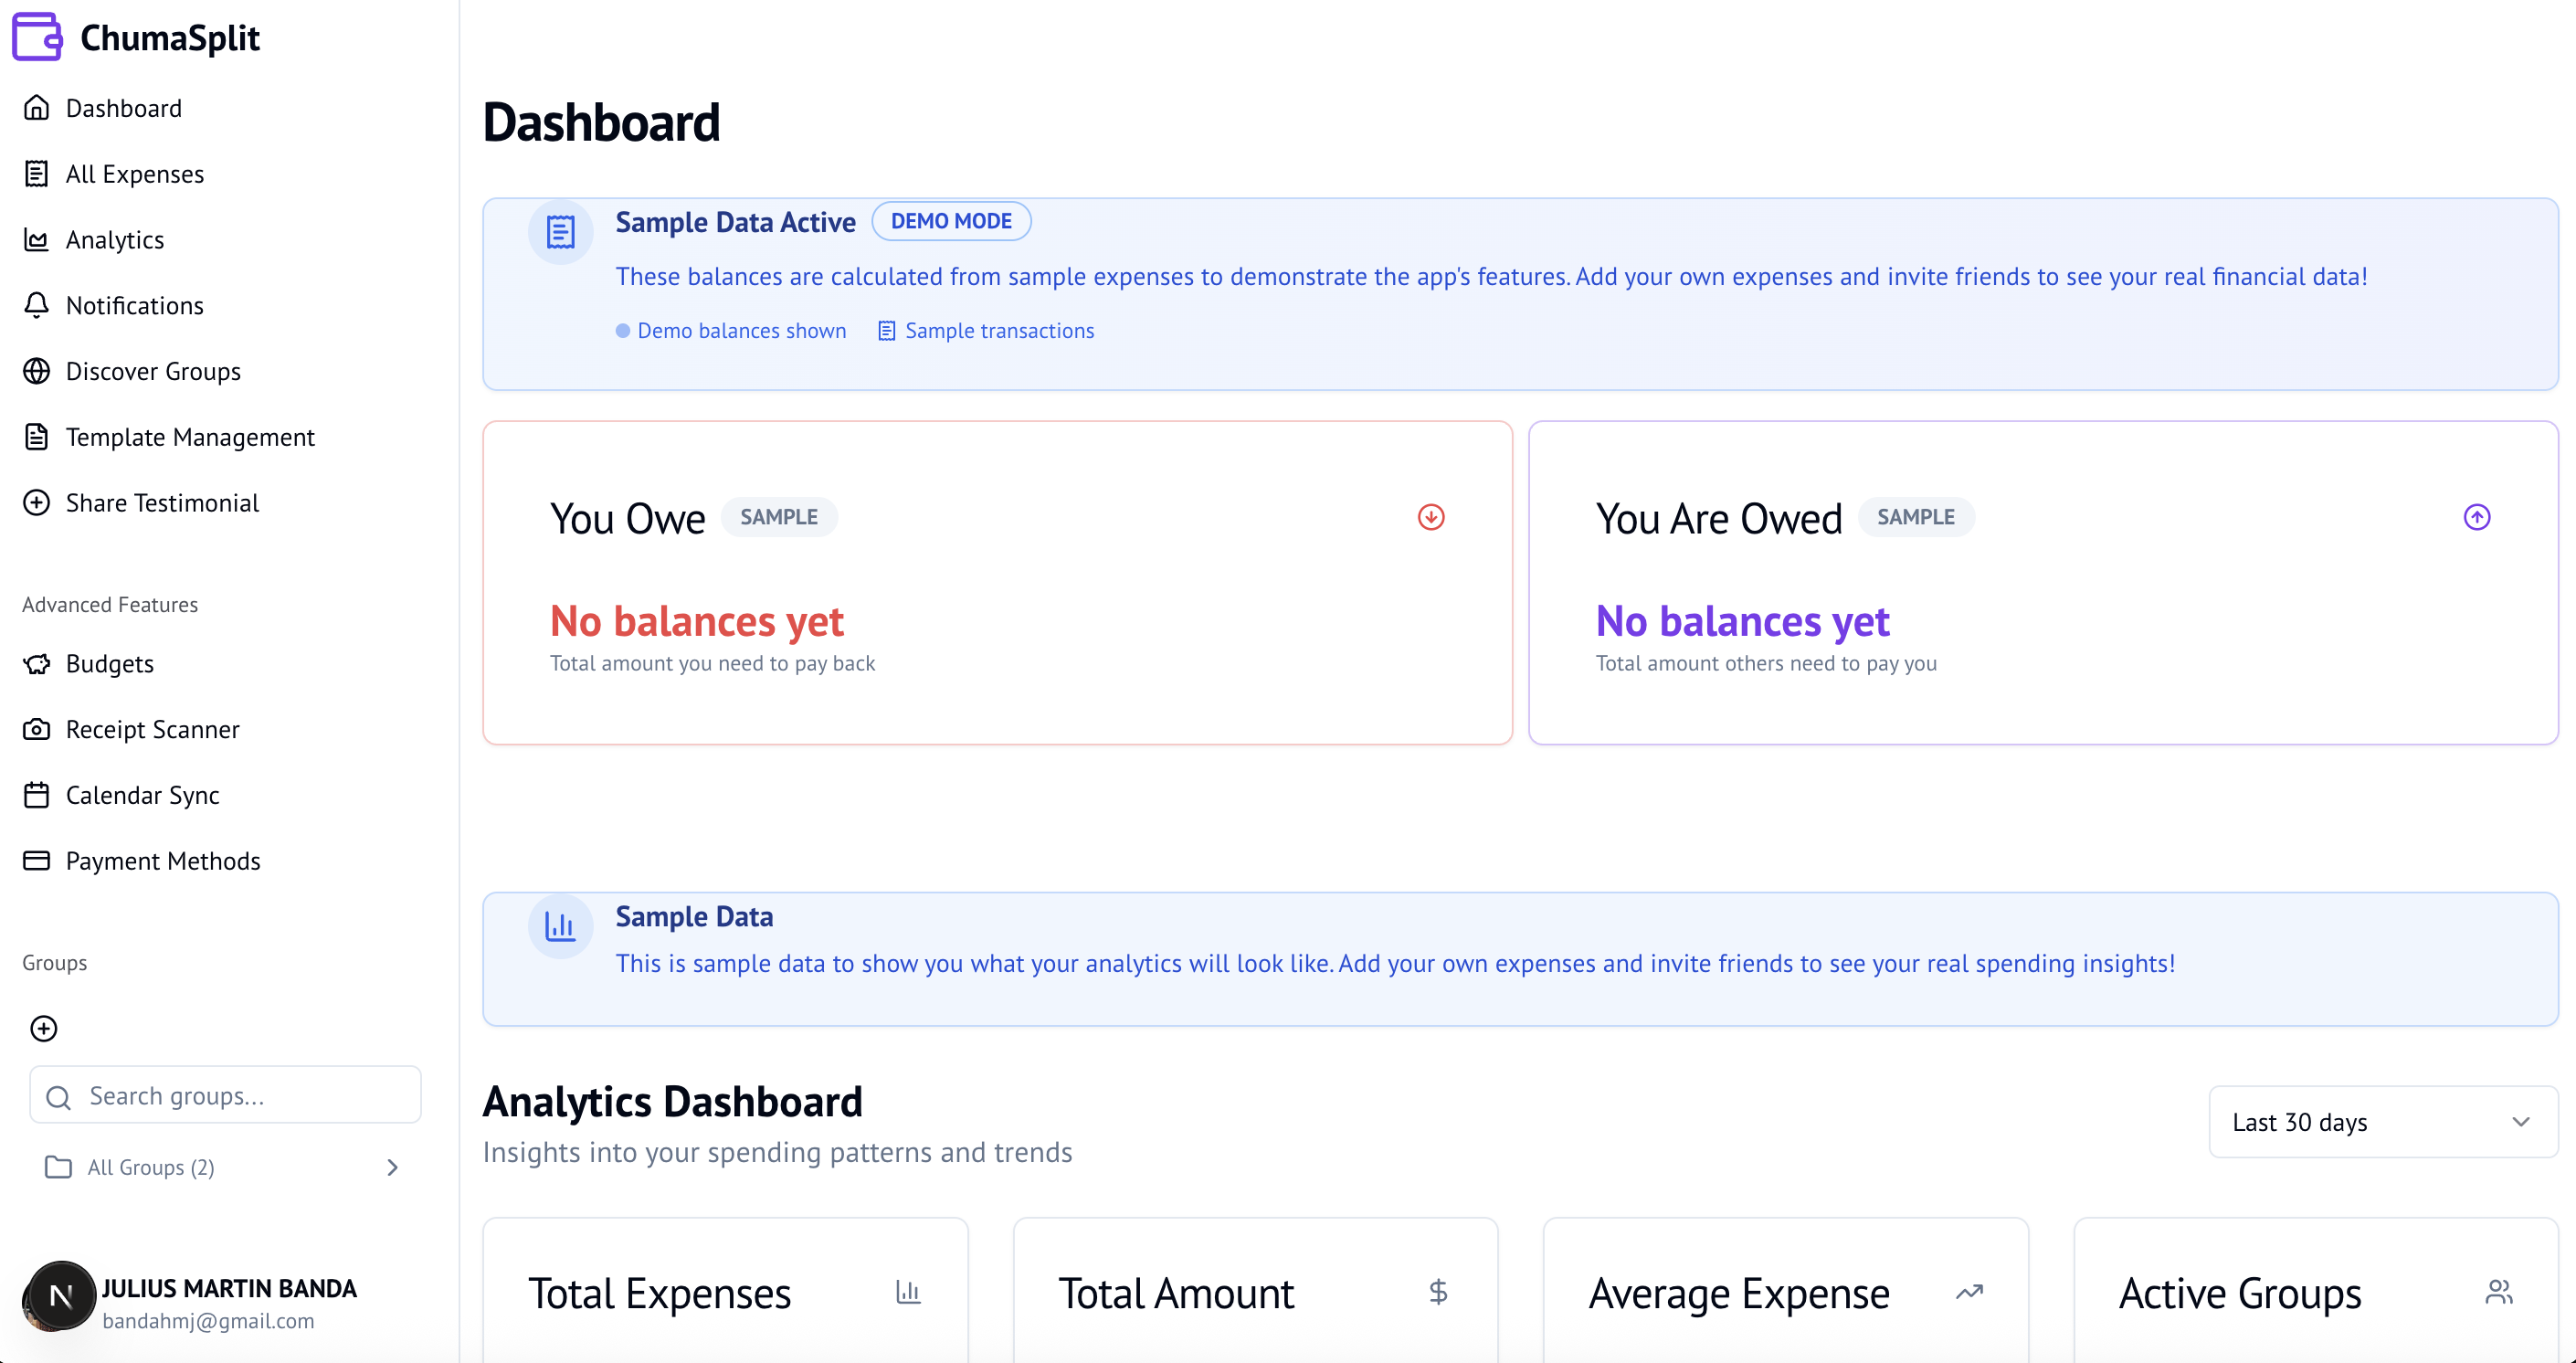 ChumaSplit
Dashboard
All Expenses
Analytics
Notifications
Discover Groups
Template Management
Share Testimonial
Advanced Features
Budgets
Receipt Scanner
Calendar Sync
Payment Methods
Groups
Search groups...
All Groups (2)
N
JULIUS MARTIN BANDA
bandahmj@gmail.com
Dashboard
Sample Data Active DEMO MODE
These balances are calculated from sample expenses to demonstrate the app's features. Add your own expenses and invite friends to see your real financial data!
Demo balances shown Sample transactions
You Owe SAMPLE
No balances yet
Total amount you need to pay back
You Are Owed SAMPLE
No balances yet
Total amount others need to pay you
Sample Data
This is sample data to show you what your analytics will look like. Add your own expenses and invite friends to see your real spending insights!
Analytics Dashboard
Insights into your spending patterns and trends
Last 30 days
Total Expenses
Total Amount
Average Expense
Active Groups